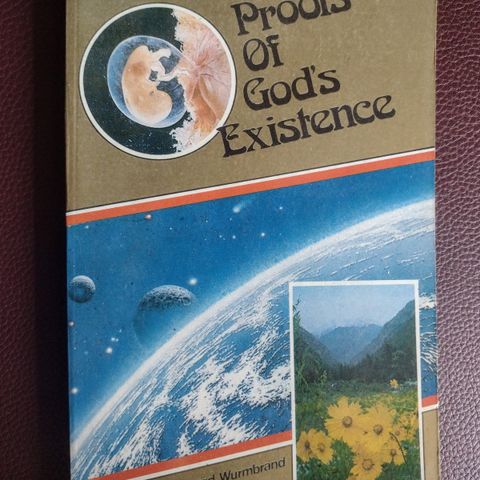 Proofs
Of
God's
Existence
Wurmbrand